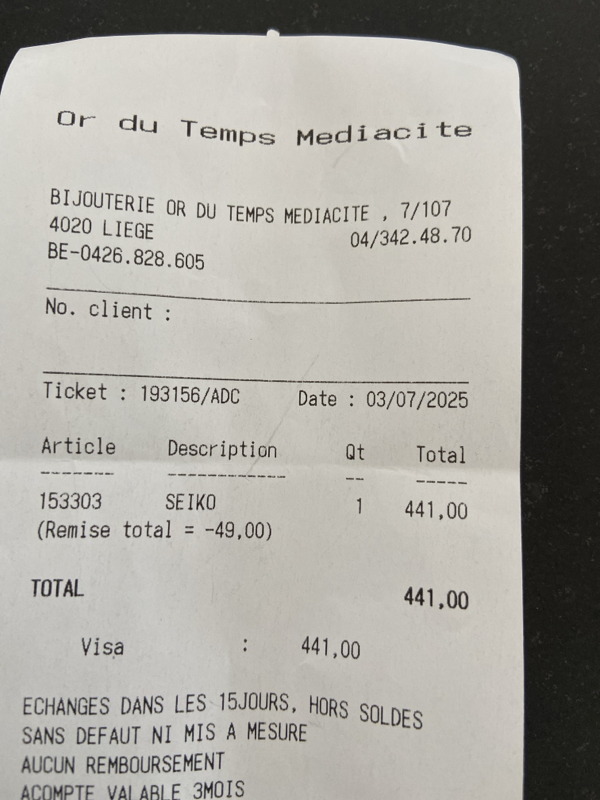 Or du Temps Mediacite
BIJOUTERIE OR DU TEMPS MEDIACITE , 7/107
4020 LIEGE 04/342.48.70
BE-0426.828.605
No. client :
Ticket : 193156/ADC Date : 03/07/2025
Article Description Qt Total
------- ------------ -- -----
153303 SEIKO 1 441,00
(Remise total = -49,00)
TOTAL 441,00
Visa : 441,00
ECHANGES DANS LES 15JOURS, HORS SOLDES
SANS DEFAUT NI MIS A MESURE
AUCUN REMBOURSEMENT
ACOMPTE VALABLE 3MOIS